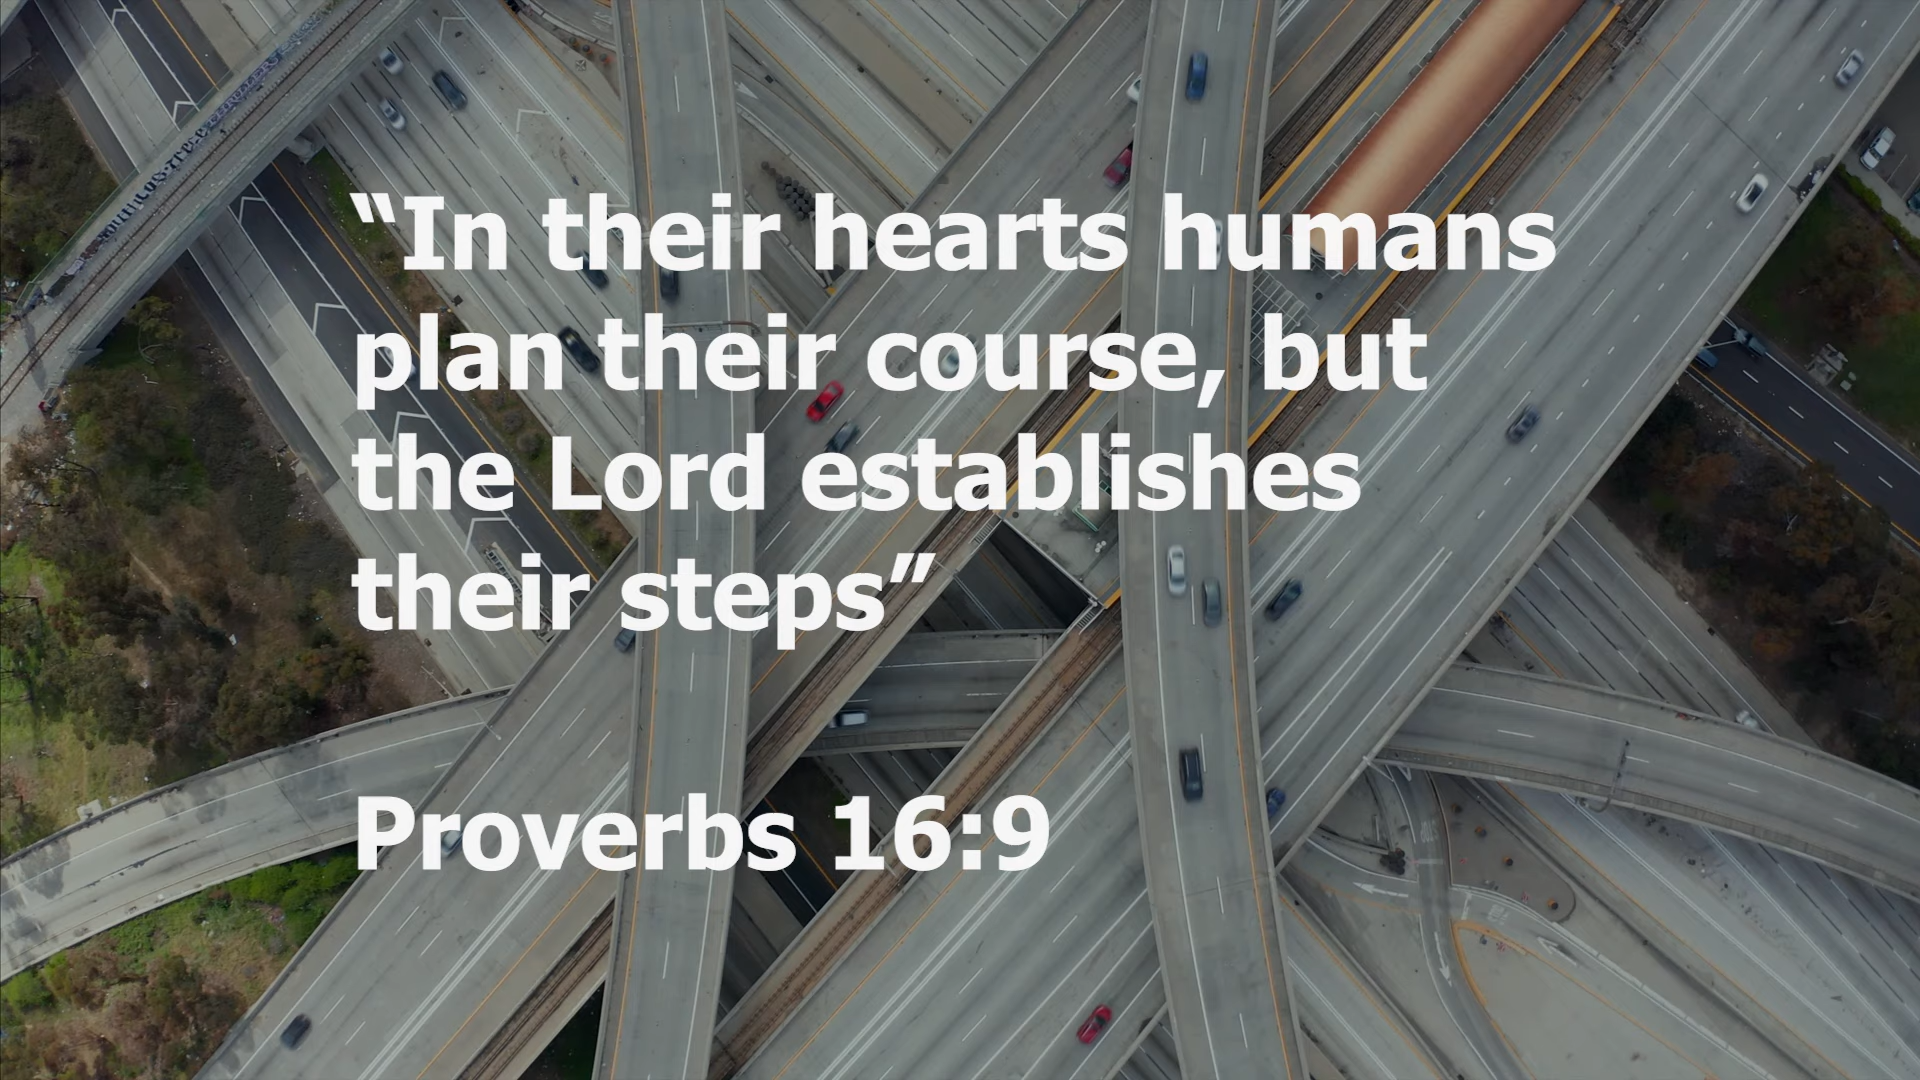 “In their hearts humans
plan their course, but
the Lord establishes
their steps”
Proverbs 16:9